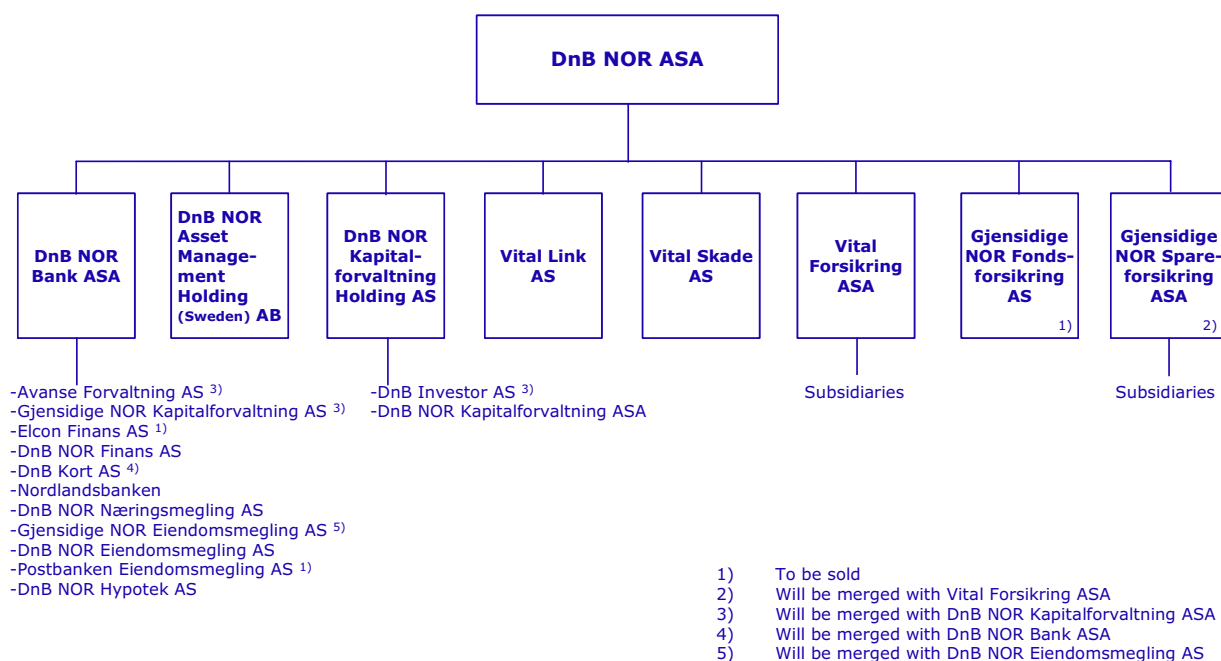 DnB NOR ASA
DnB NOR
Bank ASA
DnB NOR
Asset
Manage-
ment
Holding
(Sweden) AB
DnB NOR
Kapital-
forvaltning
Holding AS
Vital Link
AS
Vital Skade
AS
Vital
Forsikring
ASA
Gjensidige
NOR Fonds-
forsikring
AS
1)
Gjensidige
NOR Spare-
forsikring
ASA
2)
-Avanse Forvaltning AS 3)
-Gjensidige NOR Kapitalforvaltning AS 3)
-Elcon Finans AS 1)
-DnB NOR Finans AS
-DnB Kort AS 4)
-Nordlandsbanken
-DnB NOR Næringsmegling AS
-Gjensidige NOR Eiendomsmegling AS 5)
-DnB NOR Eiendomsmegling AS
-Postbanken Eiendomsmegling AS 1)
-DnB NOR Hypotek AS
-DnB Investor AS 3)
-DnB NOR Kapitalforvaltning ASA
Subsidiaries
Subsidiaries
1) To be sold
2) Will be merged with Vital Forsikring ASA
3) Will be merged with DnB NOR Kapitalforvaltning ASA
4) Will be merged with DnB NOR Bank ASA
5) Will be merged with DnB NOR Eiendomsmegling AS